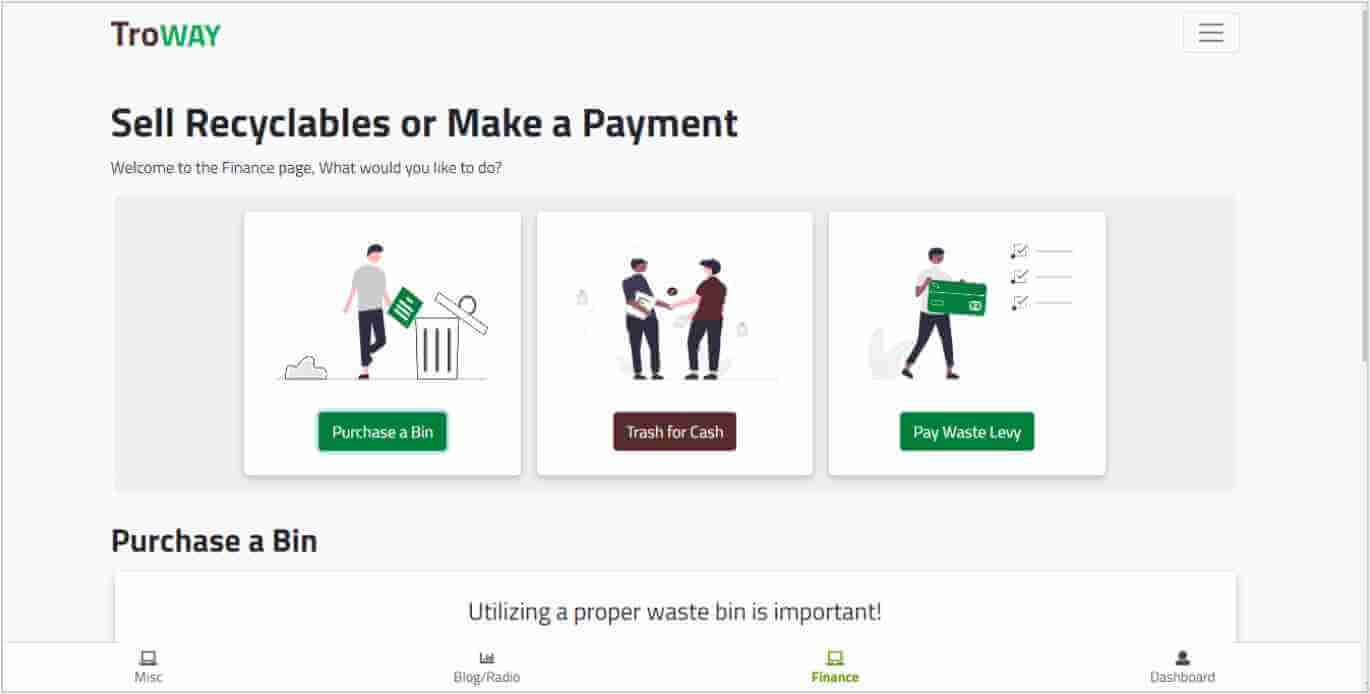 TroWAY
Sell Recyclables or Make a Payment
Welcome to the Finance page, What would you like to do?
Purchase a Bin
Trash for Cash
Pay Waste Levy
Purchase a Bin
Utilizing a proper waste bin is important!
Misc
Blog/Radio
Finance
Dashboard